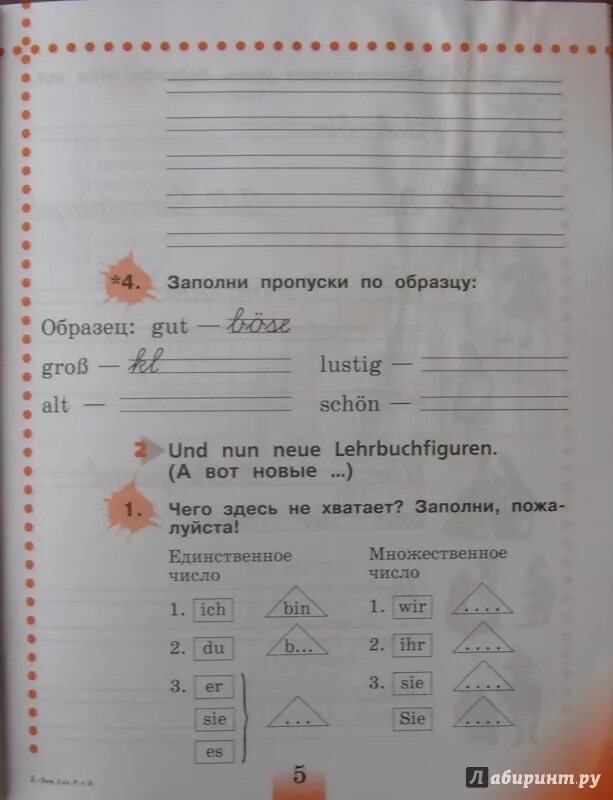 *4. Заполни пропуски по образцу:
Образец: gut — böse
groß — kl
lustig —
alt —
schön —
2 Und nun neue Lehrbuchfiguren.
(А вот новые ...)
1. Чего здесь не хватает? Заполни, пожа-
луйста!
Единственное
число
Множественное
число
1. ich bin
1. wir ....
2. du b...
2. ihr ....
3. er
3. sie ....
sie ...
Sie ....
es
5
Лабиринт.ру